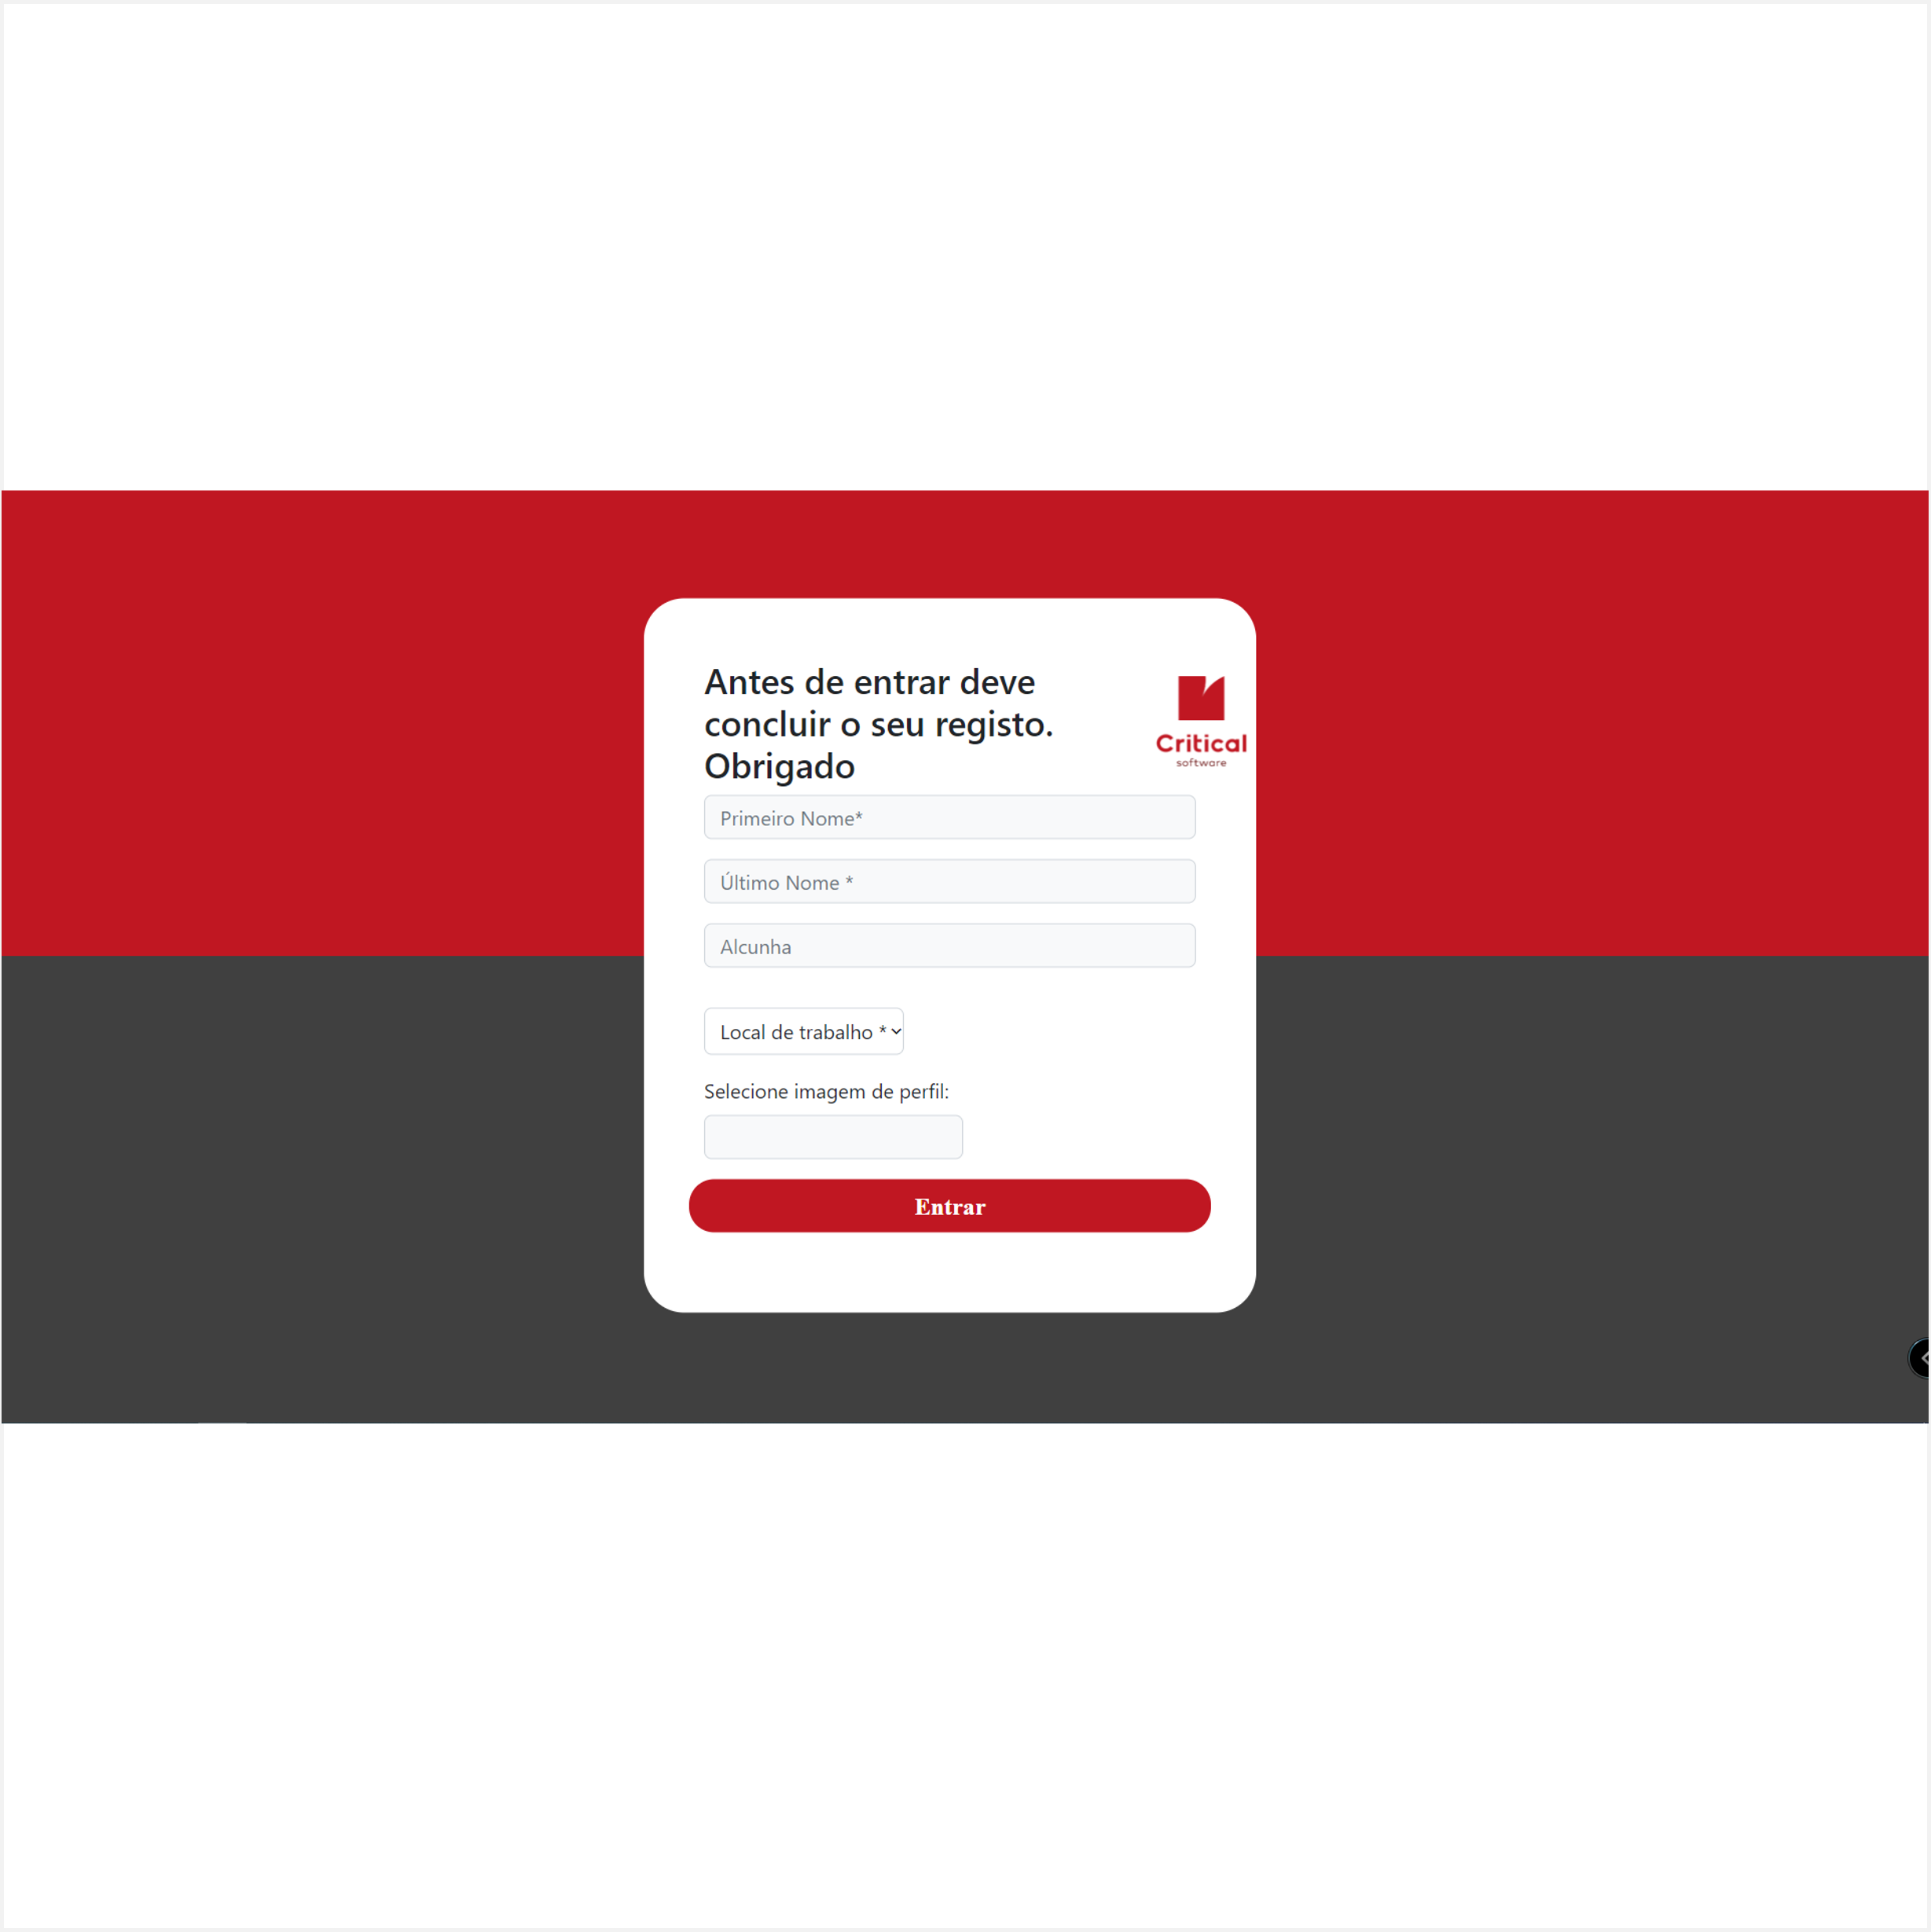 Antes de entrar deve
concluir o seu registo.
Obrigado
Critical
software
Primeiro Nome*
Último Nome *
Alcunha
Local de trabalho *
Selecione imagem de perfil:
Entrar